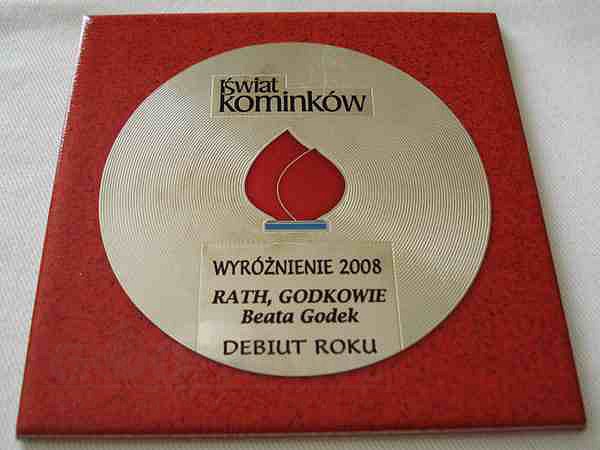 świat
kominków
WYRÓŻNIENIE 2008
RATH, GODKOWIE
Beata Godek
DEBIUT ROKU